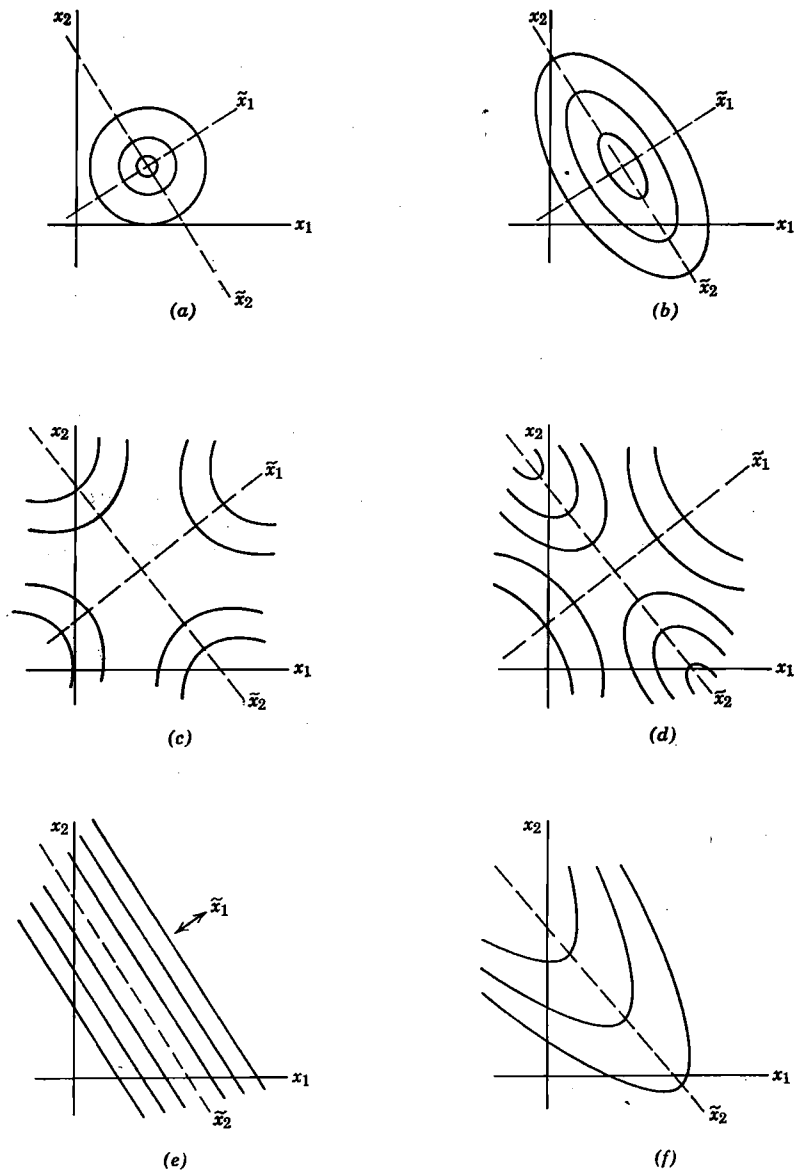 x₂
x̃₁
x₁
x̃₂
(a)
x₂
x̃₁
x₁
x̃₂
(b)
x₂
x̃₁
x₁
x̃₂
(c)
x₂
x̃₁
x₁
x̃₂
(d)
x₂
x̃₁
x₁
x̃₂
(e)
x₂
x₁
x̃₂
(f)